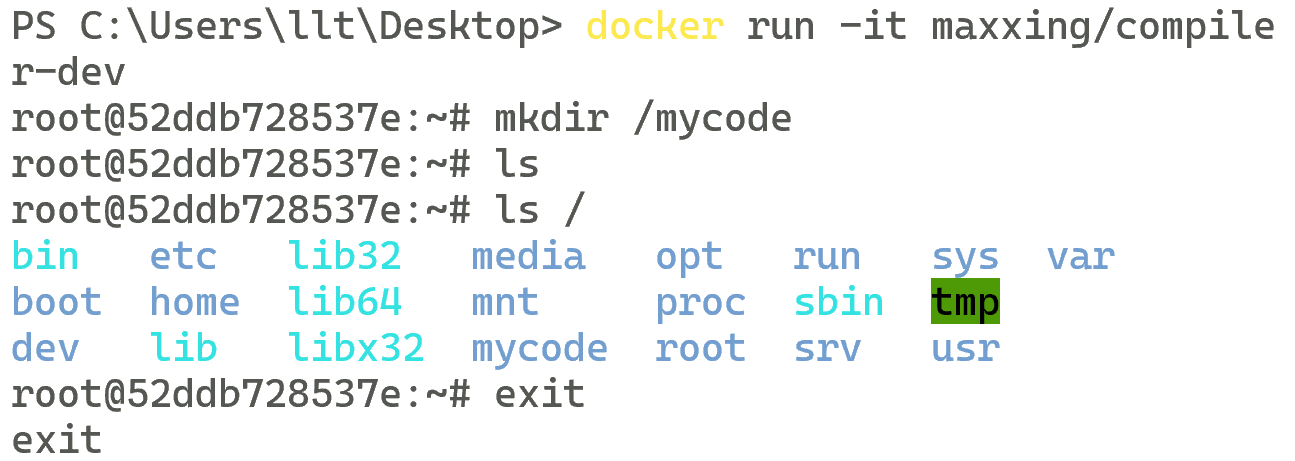 PS C:\Users\llt\Desktop> docker run -it maxxing/compile
r-dev
root@52ddb728537e:~# mkdir /mycode
root@52ddb728537e:~# ls
root@52ddb728537e:~# ls /
bin   etc   lib32   media   opt   run   sys   var
boot  home  lib64   mnt     proc  sbin  tmp
dev   lib   libx32  mycode  root  srv   usr
root@52ddb728537e:~# exit
exit